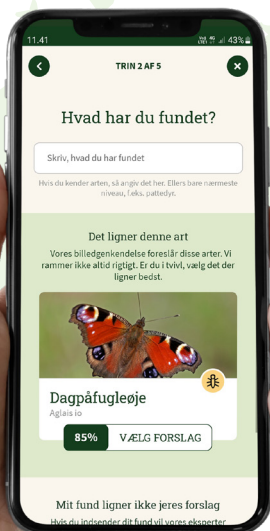 11.41
43%
TRIN 2 AF 5
Hvad har du fundet?
Skriv, hvad du har fundet
Hvis du kender arten, så angiv det her. Ellers bare nærmeste
niveau, f.eks. pattedyr.
Det ligner denne art
Vores billedgenkendelse foreslår disse arter. Vi
rammer ikke altid rigtigt. Er du i tvivl, vælg det der
ligner bedst.
Dagpåfugleøje
Aglais io
85% VÆLG FORSLAG
Mit fund ligner ikke jeres forslag
Hvis du indsender dit fund vil vores eksperter